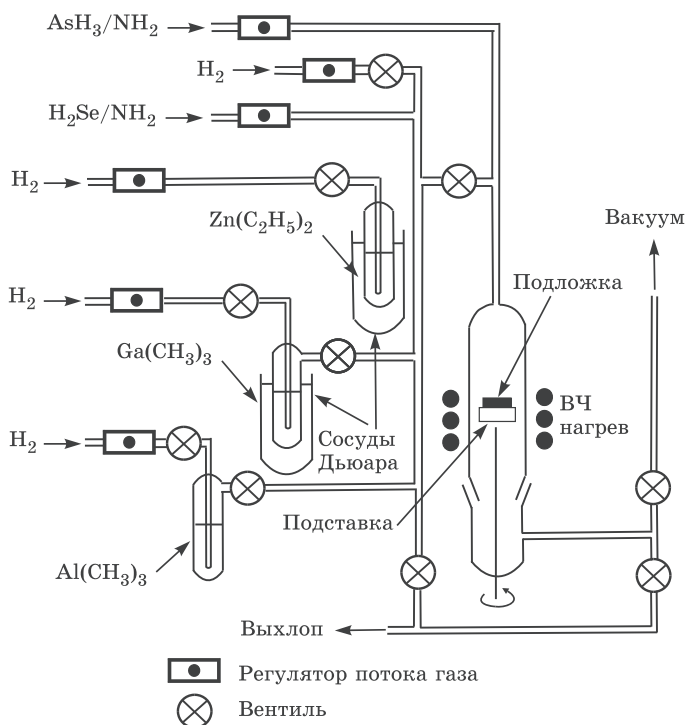 AsH3/NH2
H2
H2Se/NH2
H2
Zn(C2H5)2
Вакуум
Подложка
H2
Ga(CH3)3
ВЧ
нагрев
H2
Сосуды
Дьюара
Подставка
Al(CH3)3
Выхлоп
Регулятор потока газа
Вентиль